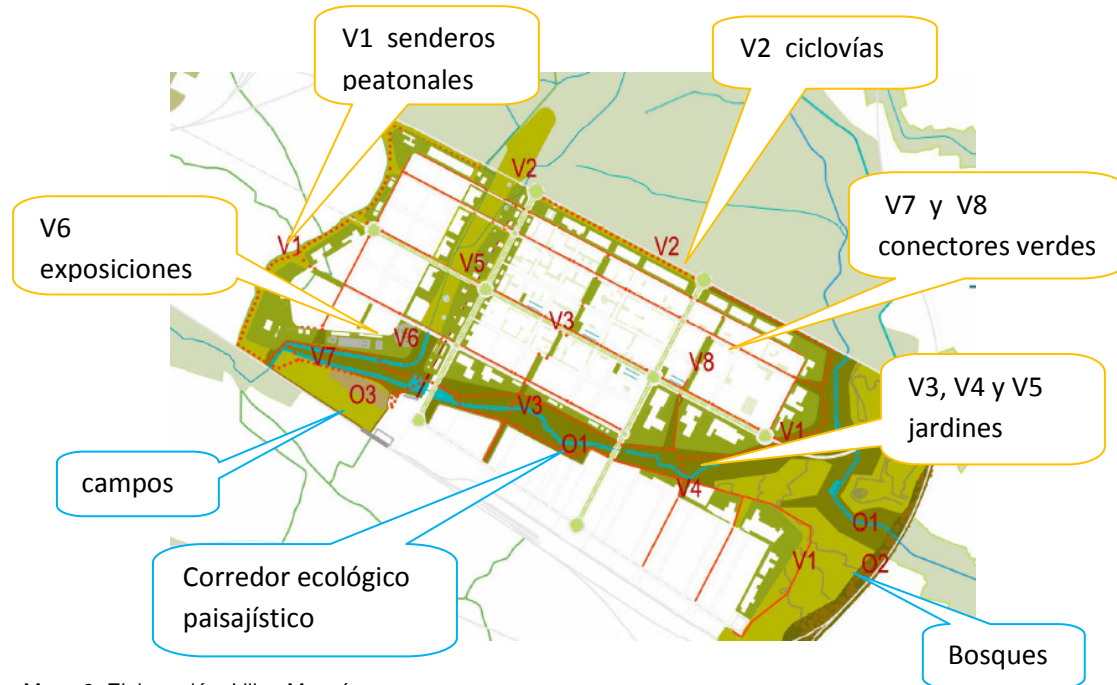 V1 senderos
peatonales
V2 ciclovías
V7 y V8
conectores verdes
V6
exposiciones
V3, V4 y V5
jardines
campos
Corredor ecológico
paisajístico
Bosques
V2
V1
V2
V5
V3
V6
V8
V7
O3
V3
O1
V1
V4
O1
V1
O2